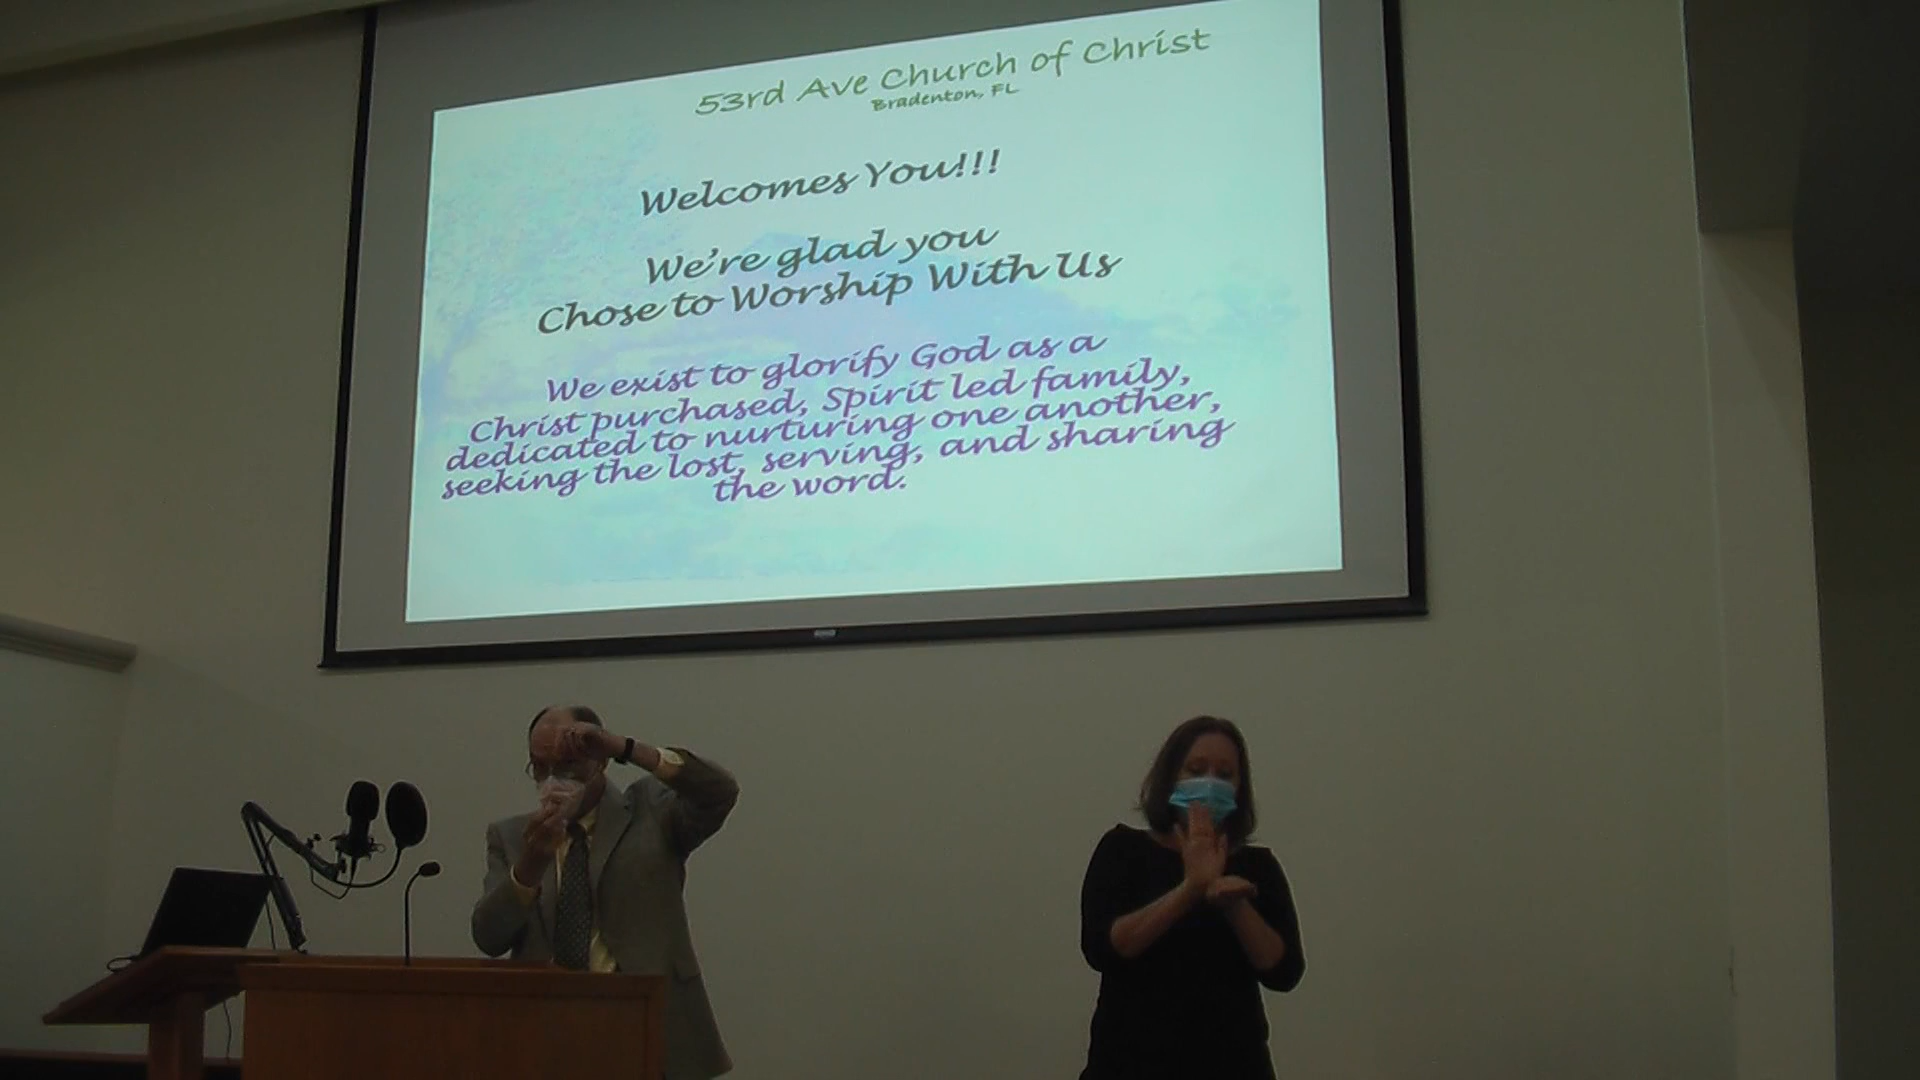 53rd Ave Church of Christ
Bradenton, FL
Welcomes You!!!
We're glad you
Chose to Worship With Us
We exist to glorify God as a
Christ purchased, Spirit led family,
dedicated to nurturing one another,
seeking the lost, serving, and sharing
the word.